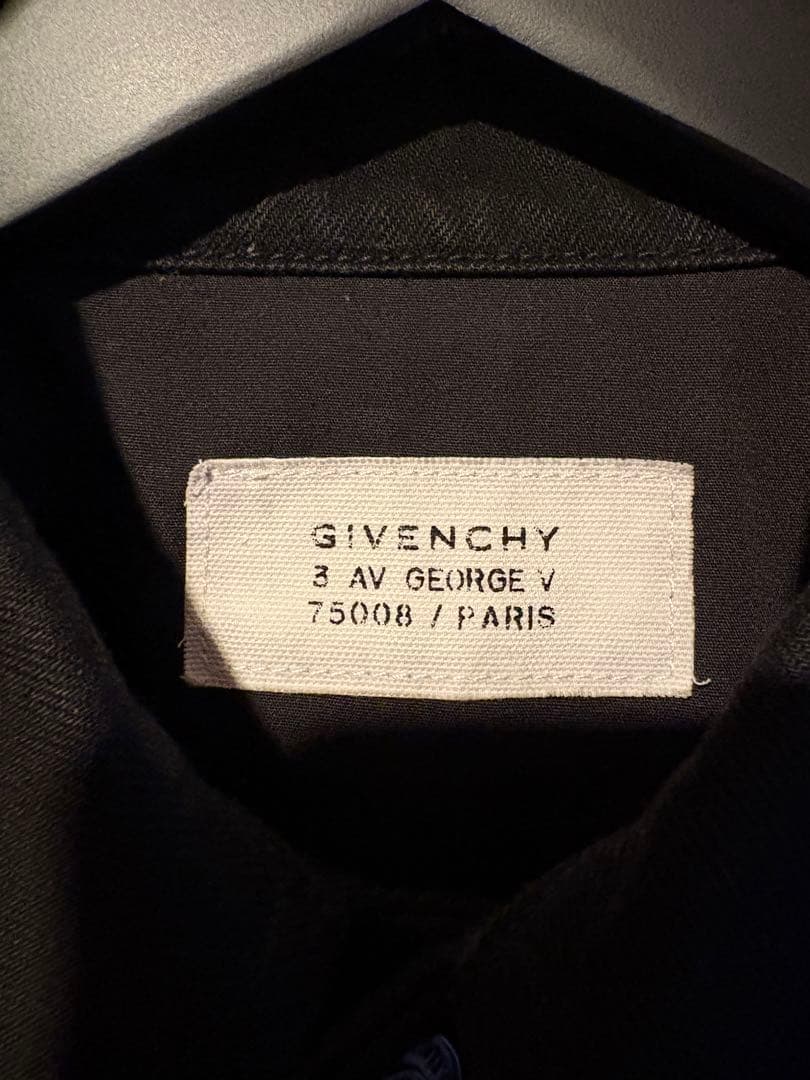 GIVENCHY
3 AV GEORGE V
75008 / PARIS